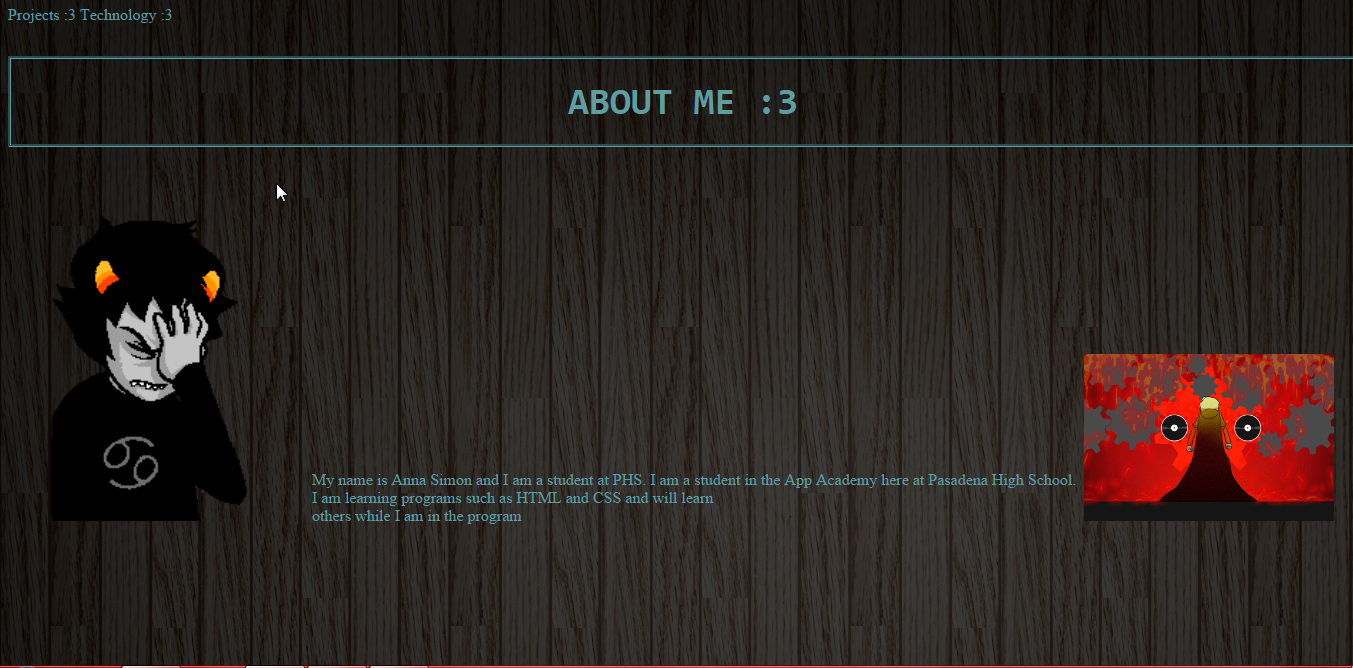 Projects :3 Technology :3
ABOUT ME :3
My name is Anna Simon and I am a student at PHS. I am a student in the App Academy here at Pasadena High School.
I am learning programs such as HTML and CSS and will learn
others while I am in the program